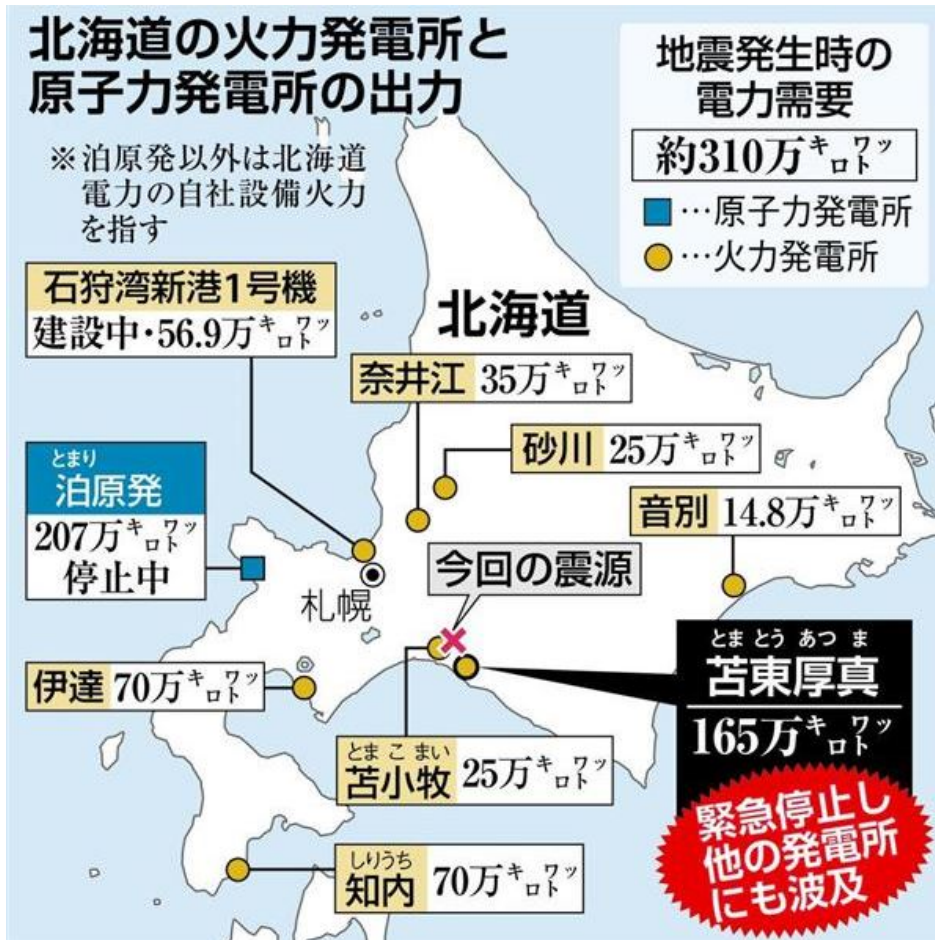 北海道の火力発電所と
原子力発電所の出力
※泊原発以外は北海道
電力の自社設備火力
を指す
地震発生時の
電力需要
約310万キロワット
■…原子力発電所
●…火力発電所
石狩湾新港1号機
建設中・56.9万キロワット
北海道
奈井江 35万キロワット
砂川 25万キロワット
とまり
泊原発
207万キロワット
停止中
音別 14.8万キロワット
今回の震源
札幌
伊達 70万キロワット
とまとうあつま
苫東厚真
165万キロワット
緊急停止し
他の発電所
にも波及
とまこまい
苫小牧 25万キロワット
しりうち
知内 70万キロワット